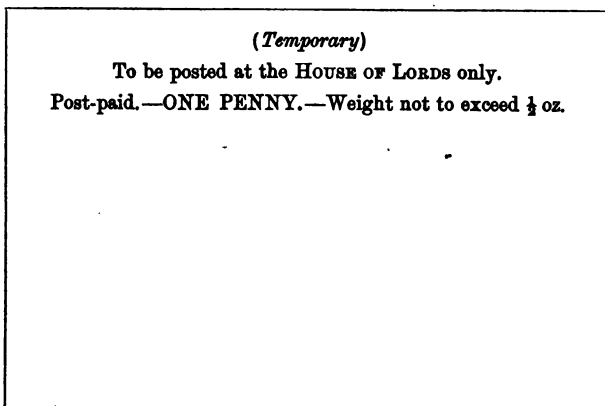 (Temporary)
To be posted at the HOUSE OF LORDS only.
Post-paid.—ONE PENNY.—Weight not to exceed ½ oz.